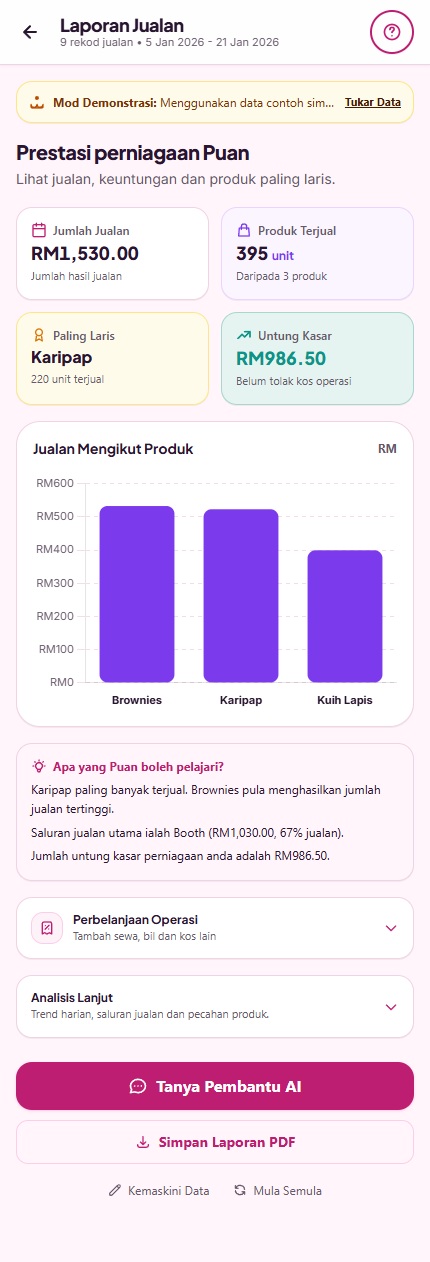 Laporan Jualan
9 rekod jualan • 5 Jan 2026 - 21 Jan 2026
Mod Demonstrasi: Menggunakan data contoh sim... Tukar Data
Prestasi perniagaan Puan
Lihat jualan, keuntungan dan produk paling laris.
Jumlah Jualan
RM1,530.00
Jumlah hasil jualan
Produk Terjual
395 unit
Daripada 3 produk
Paling Laris
Karipap
220 unit terjual
Untung Kasar
RM986.50
Belum tolak kos operasi
Jualan Mengikut Produk RM
RM600
RM500
RM400
RM300
RM200
RM100
RM0
Brownies Karipap Kuih Lapis
Apa yang Puan boleh pelajari?
Karipap paling banyak terjual. Brownies pula menghasilkan jumlah
jualan tertinggi.
Saluran jualan utama ialah Booth (RM1,030.00, 67% jualan).
Jumlah untung kasar perniagaan anda adalah RM986.50.
Perbelanjaan Operasi
Tambah sewa, bil dan kos lain
Analisis Lanjut
Trend harian, saluran jualan dan pecahan produk.
Tanya Pembantu AI
Simpan Laporan PDF
Kemaskini Data Mula Semula